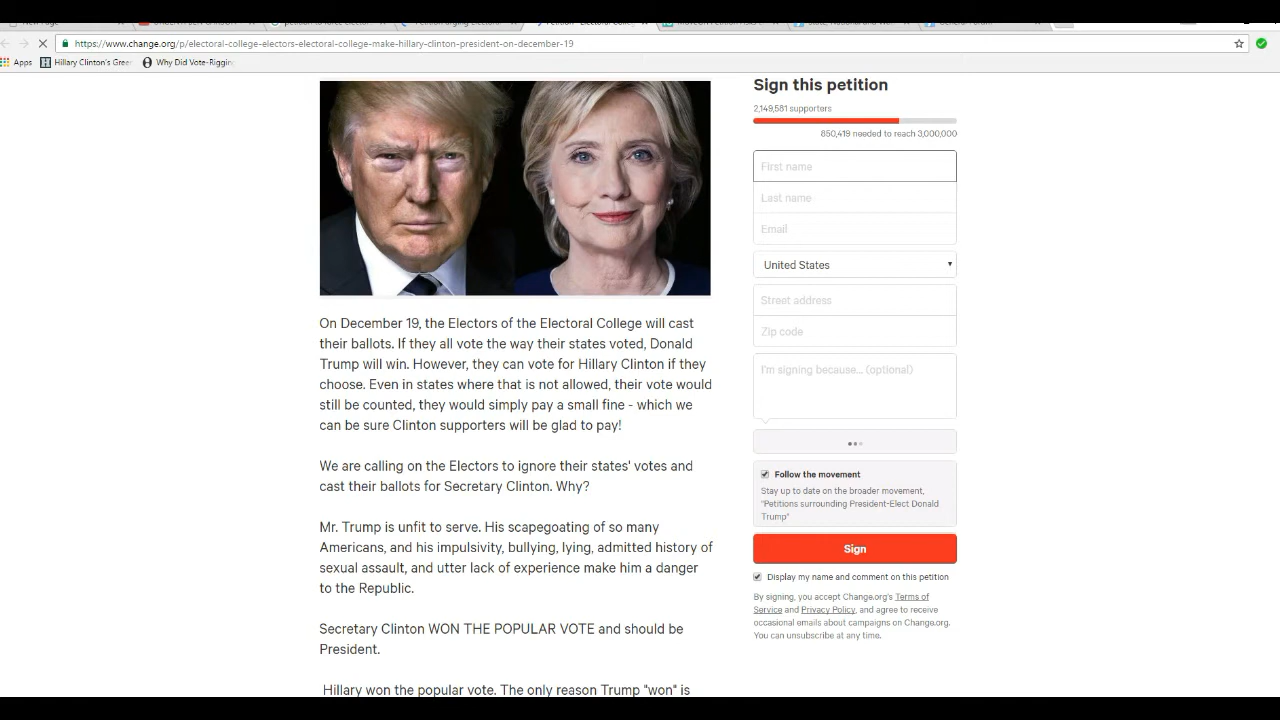 https://www.change.org/p/electoral-college-electors-electoral-college-make-hillary-clinton-president-on-december-19
Apps Hillary Clinton's Gree Why Did Vote-Riggin
Sign this petition
2,149,581 supporters
850,419 needed to reach 3,000,000
First name
Last name
Email
United States
Street address
Zip code
I'm signing because... (optional)
Follow the movement
Stay up to date on the broader movement,
"Petitions surrounding President-Elect Donald
Trump"
Sign
Display my name and comment on this petition
By signing, you accept Change.org's Terms of
Service and Privacy Policy, and agree to receive
occasional emails about campaigns on Change.org.
You can unsubscribe at any time.
On December 19, the Electors of the Electoral College will cast
their ballots. If they all vote the way their states voted, Donald
Trump will win. However, they can vote for Hillary Clinton if they
choose. Even in states where that is not allowed, their vote would
still be counted, they would simply pay a small fine - which we
can be sure Clinton supporters will be glad to pay!
We are calling on the Electors to ignore their states' votes and
cast their ballots for Secretary Clinton. Why?
Mr. Trump is unfit to serve. His scapegoating of so many
Americans, and his impulsivity, bullying, lying, admitted history of
sexual assault, and utter lack of experience make him a danger
to the Republic.
Secretary Clinton WON THE POPULAR VOTE and should be
President.
Hillary won the popular vote. The only reason Trump "won" is